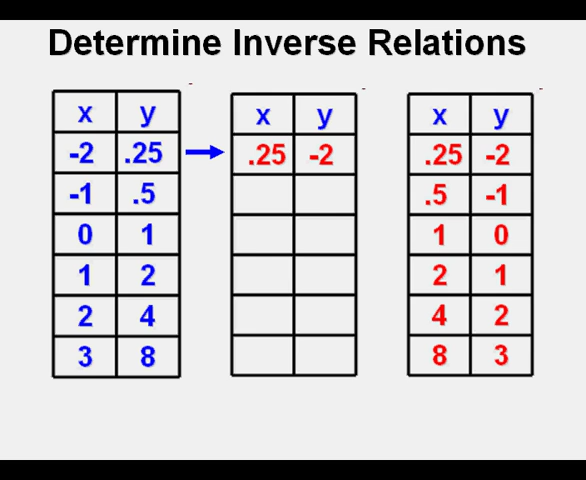 Determine Inverse Relations
x y x y x y
-2 .25 .25 -2 .25 -2
-1 .5 .5 -1
0 1 1 0
1 2 2 1
2 4 4 2
3 8 8 3